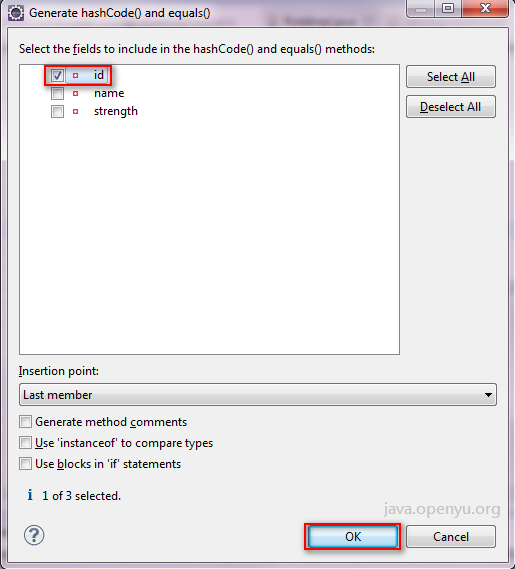 Generate hashCode() and equals()
Select the fields to include in the hashCode() and equals() methods:
id
name
strength
Select All
Deselect All
Insertion point:
Last member
Generate method comments
Use 'instanceof' to compare types
Use blocks in 'if' statements
i 1 of 3 selected.
java.openyu.org
? OK Cancel